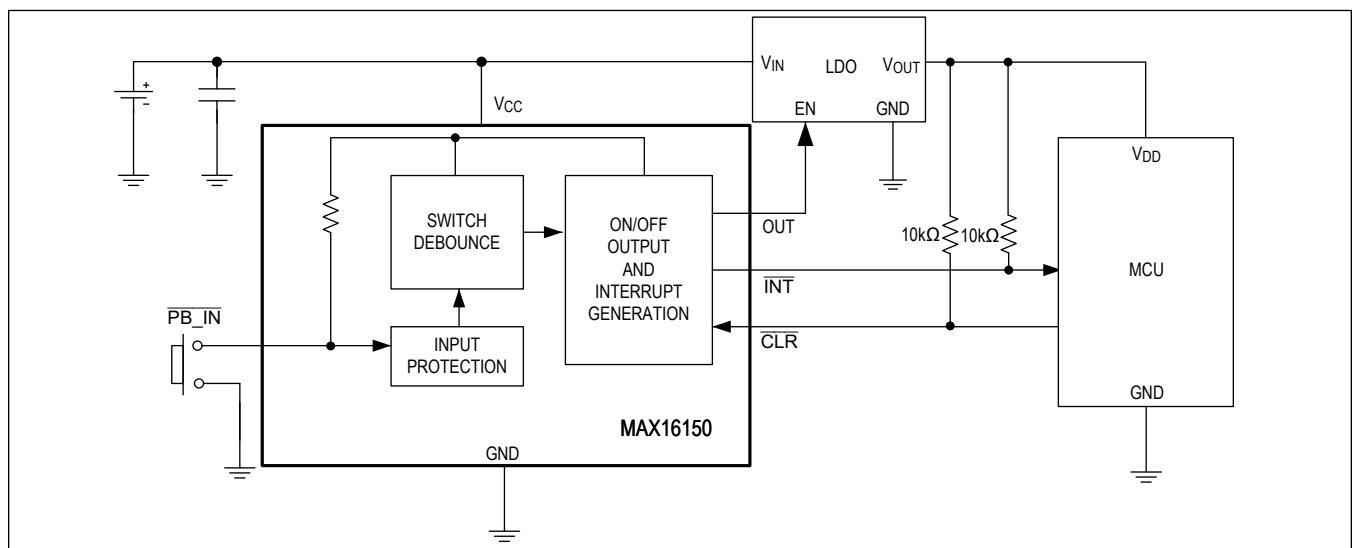 VIN LDO VOUT
EN GND
+
-
VCC
VDD
SWITCH
DEBOUNCE
ON/OFF
OUTPUT
AND
INTERRUPT
GENERATION
OUT
10kΩ 10kΩ
MCU
INT
PB_IN
INPUT
PROTECTION
CLR
GND
MAX16150
GND